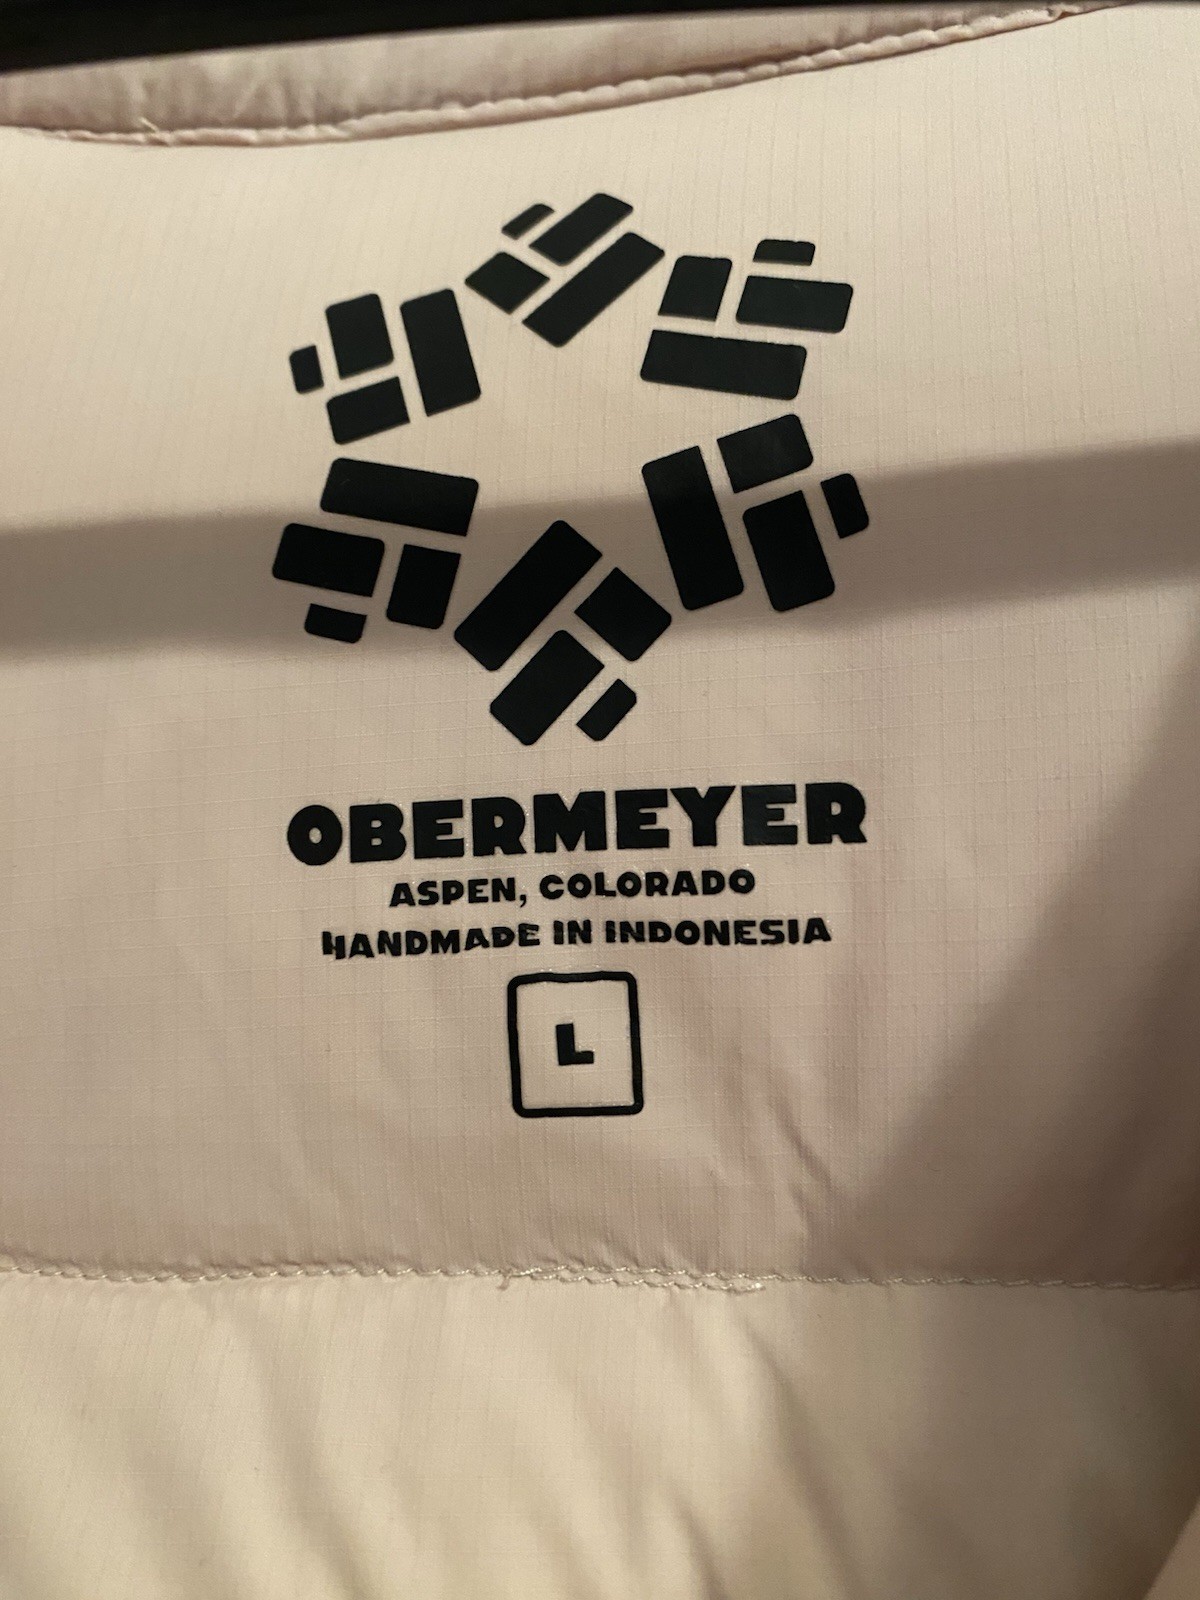 OBERMEYER
ASPEN, COLORADO
HANDMADE IN INDONESIA
L